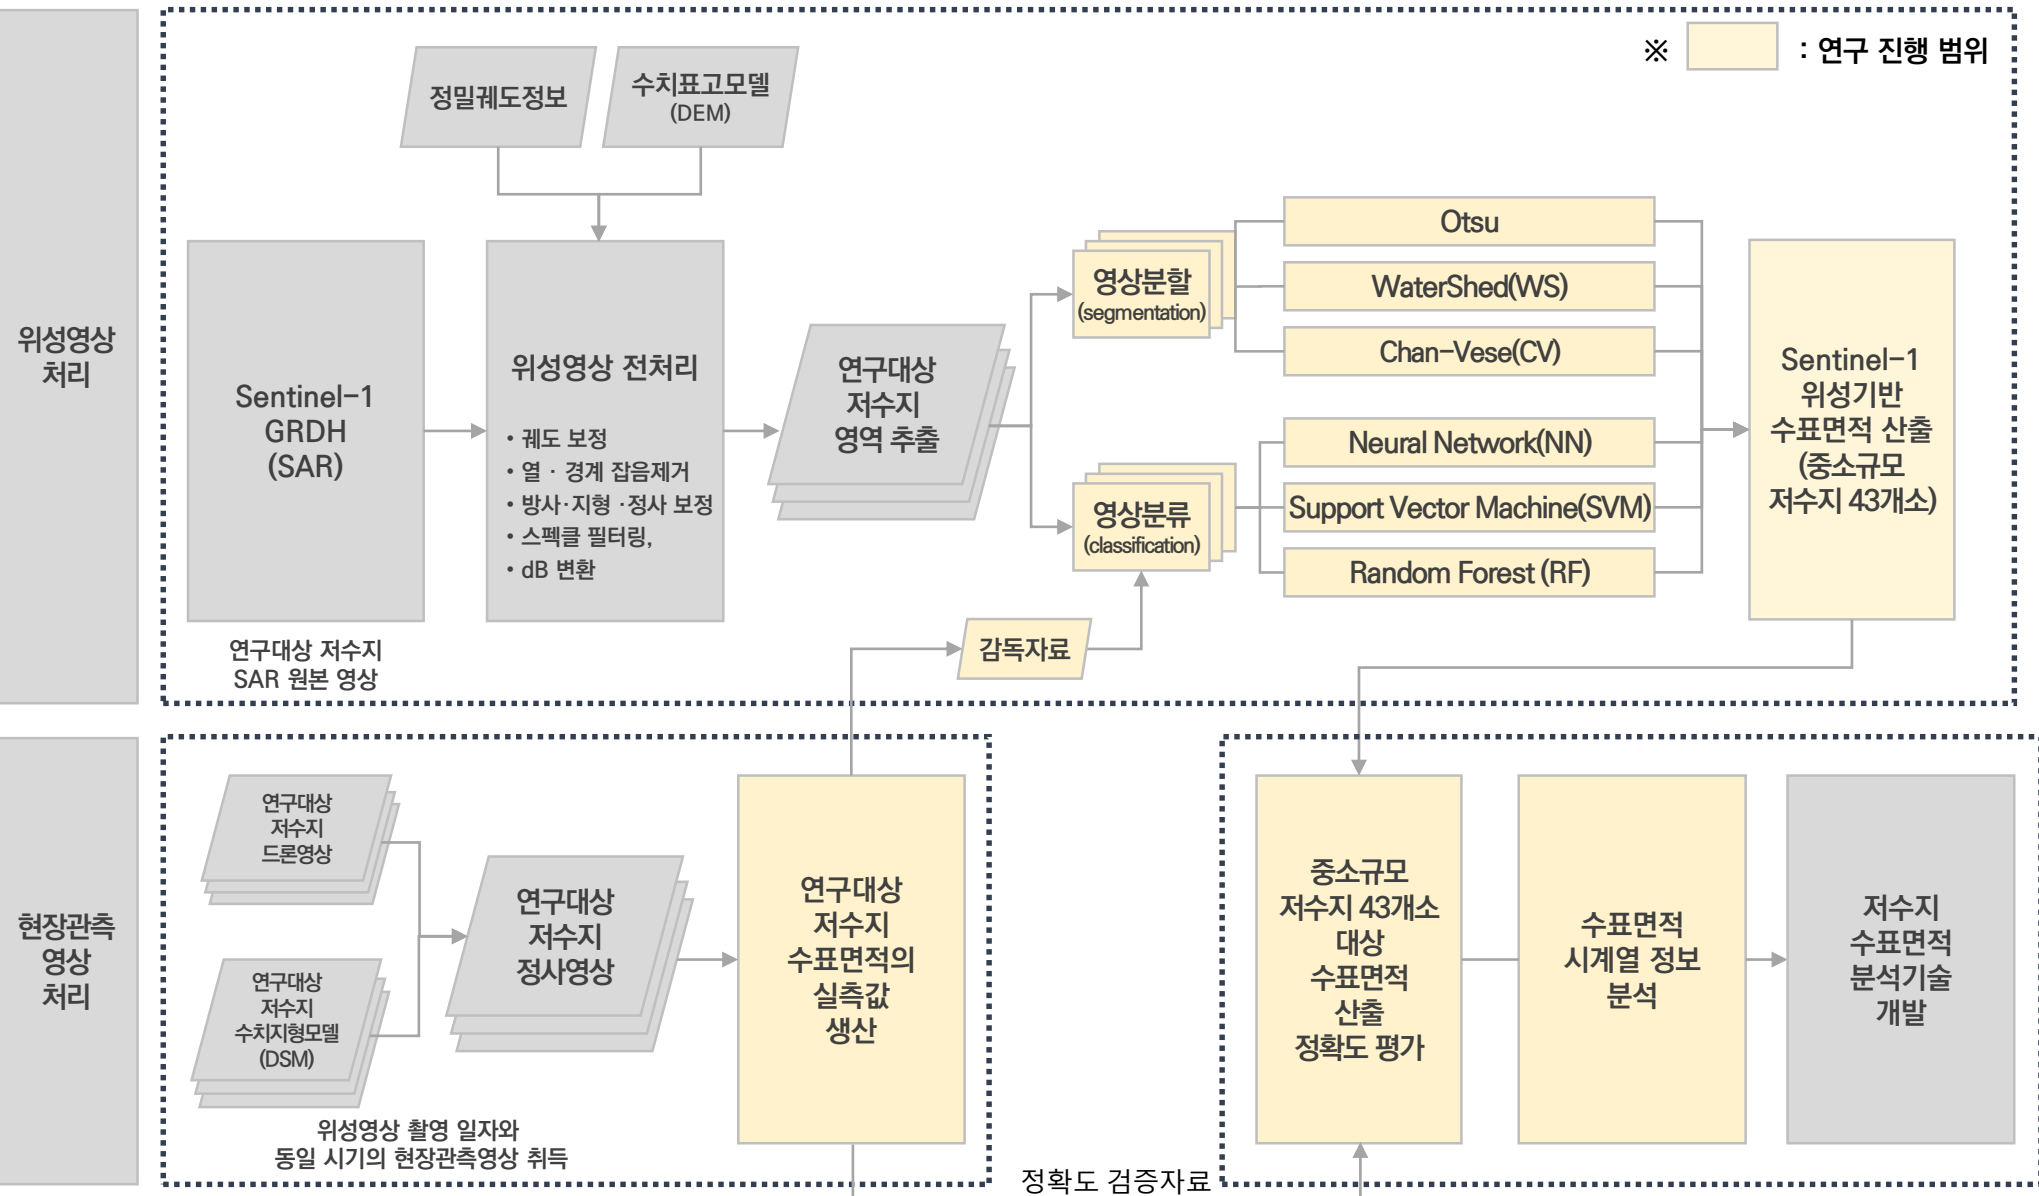 ※ : 연구 진행 범위
위성영상
처리
정밀궤도정보
수치표고모델
(DEM)
Sentinel-1
GRDH
(SAR)
연구대상 저수지
SAR 원본 영상
위성영상 전처리
• 궤도 보정
• 열 · 경계 잡음제거
• 방사·지형 ·정사 보정
• 스펙클 필터링,
• dB 변환
연구대상
저수지
영역 추출
영상분할
(segmentation)
영상분류
(classification)
감독자료
Otsu
WaterShed(WS)
Chan-Vese(CV)
Neural Network(NN)
Support Vector Machine(SVM)
Random Forest (RF)
Sentinel-1
위성기반
수표면적 산출
(중소규모
저수지 43개소)
현장관측
영상
처리
연구대상
저수지
드론영상
연구대상
저수지
수치지형모델
(DSM)
위성영상 촬영 일자와
동일 시기의 현장관측영상 취득
연구대상
저수지
정사영상
연구대상
저수지
수표면적의
실측값
생산
정확도 검증자료
중소규모
저수지 43개소
대상
수표면적
산출
정확도 평가
수표면적
시계열 정보
분석
저수지
수표면적
분석기술
개발